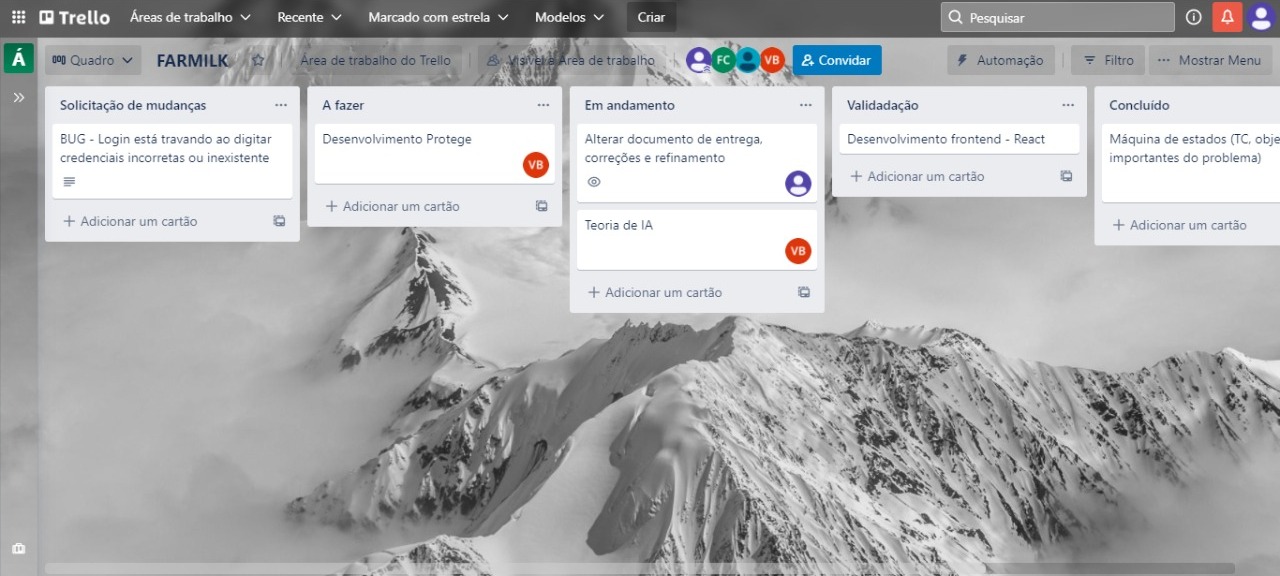 Trello Áreas de trabalho Recente Marcado com estrela Modelos Criar Pesquisar
Á Quadro FARMILK Área de trabalho do Trello Visível à Área de trabalho FC VB Convidar Automação Filtro Mostrar Menu
Solicitação de mudanças
BUG - Login está travando ao digitar
credenciais incorretas ou inexistente
Adicionar um cartão
A fazer
Desenvolvimento Protege
VB
Adicionar um cartão
Em andamento
Alterar documento de entrega,
correções e refinamento
Teoria de IA
VB
Adicionar um cartão
Validadação
Desenvolvimento frontend - React
Adicionar um cartão
Concluído
Máquina de estados (TC, obje
importantes do problema)
Adicionar um cartão